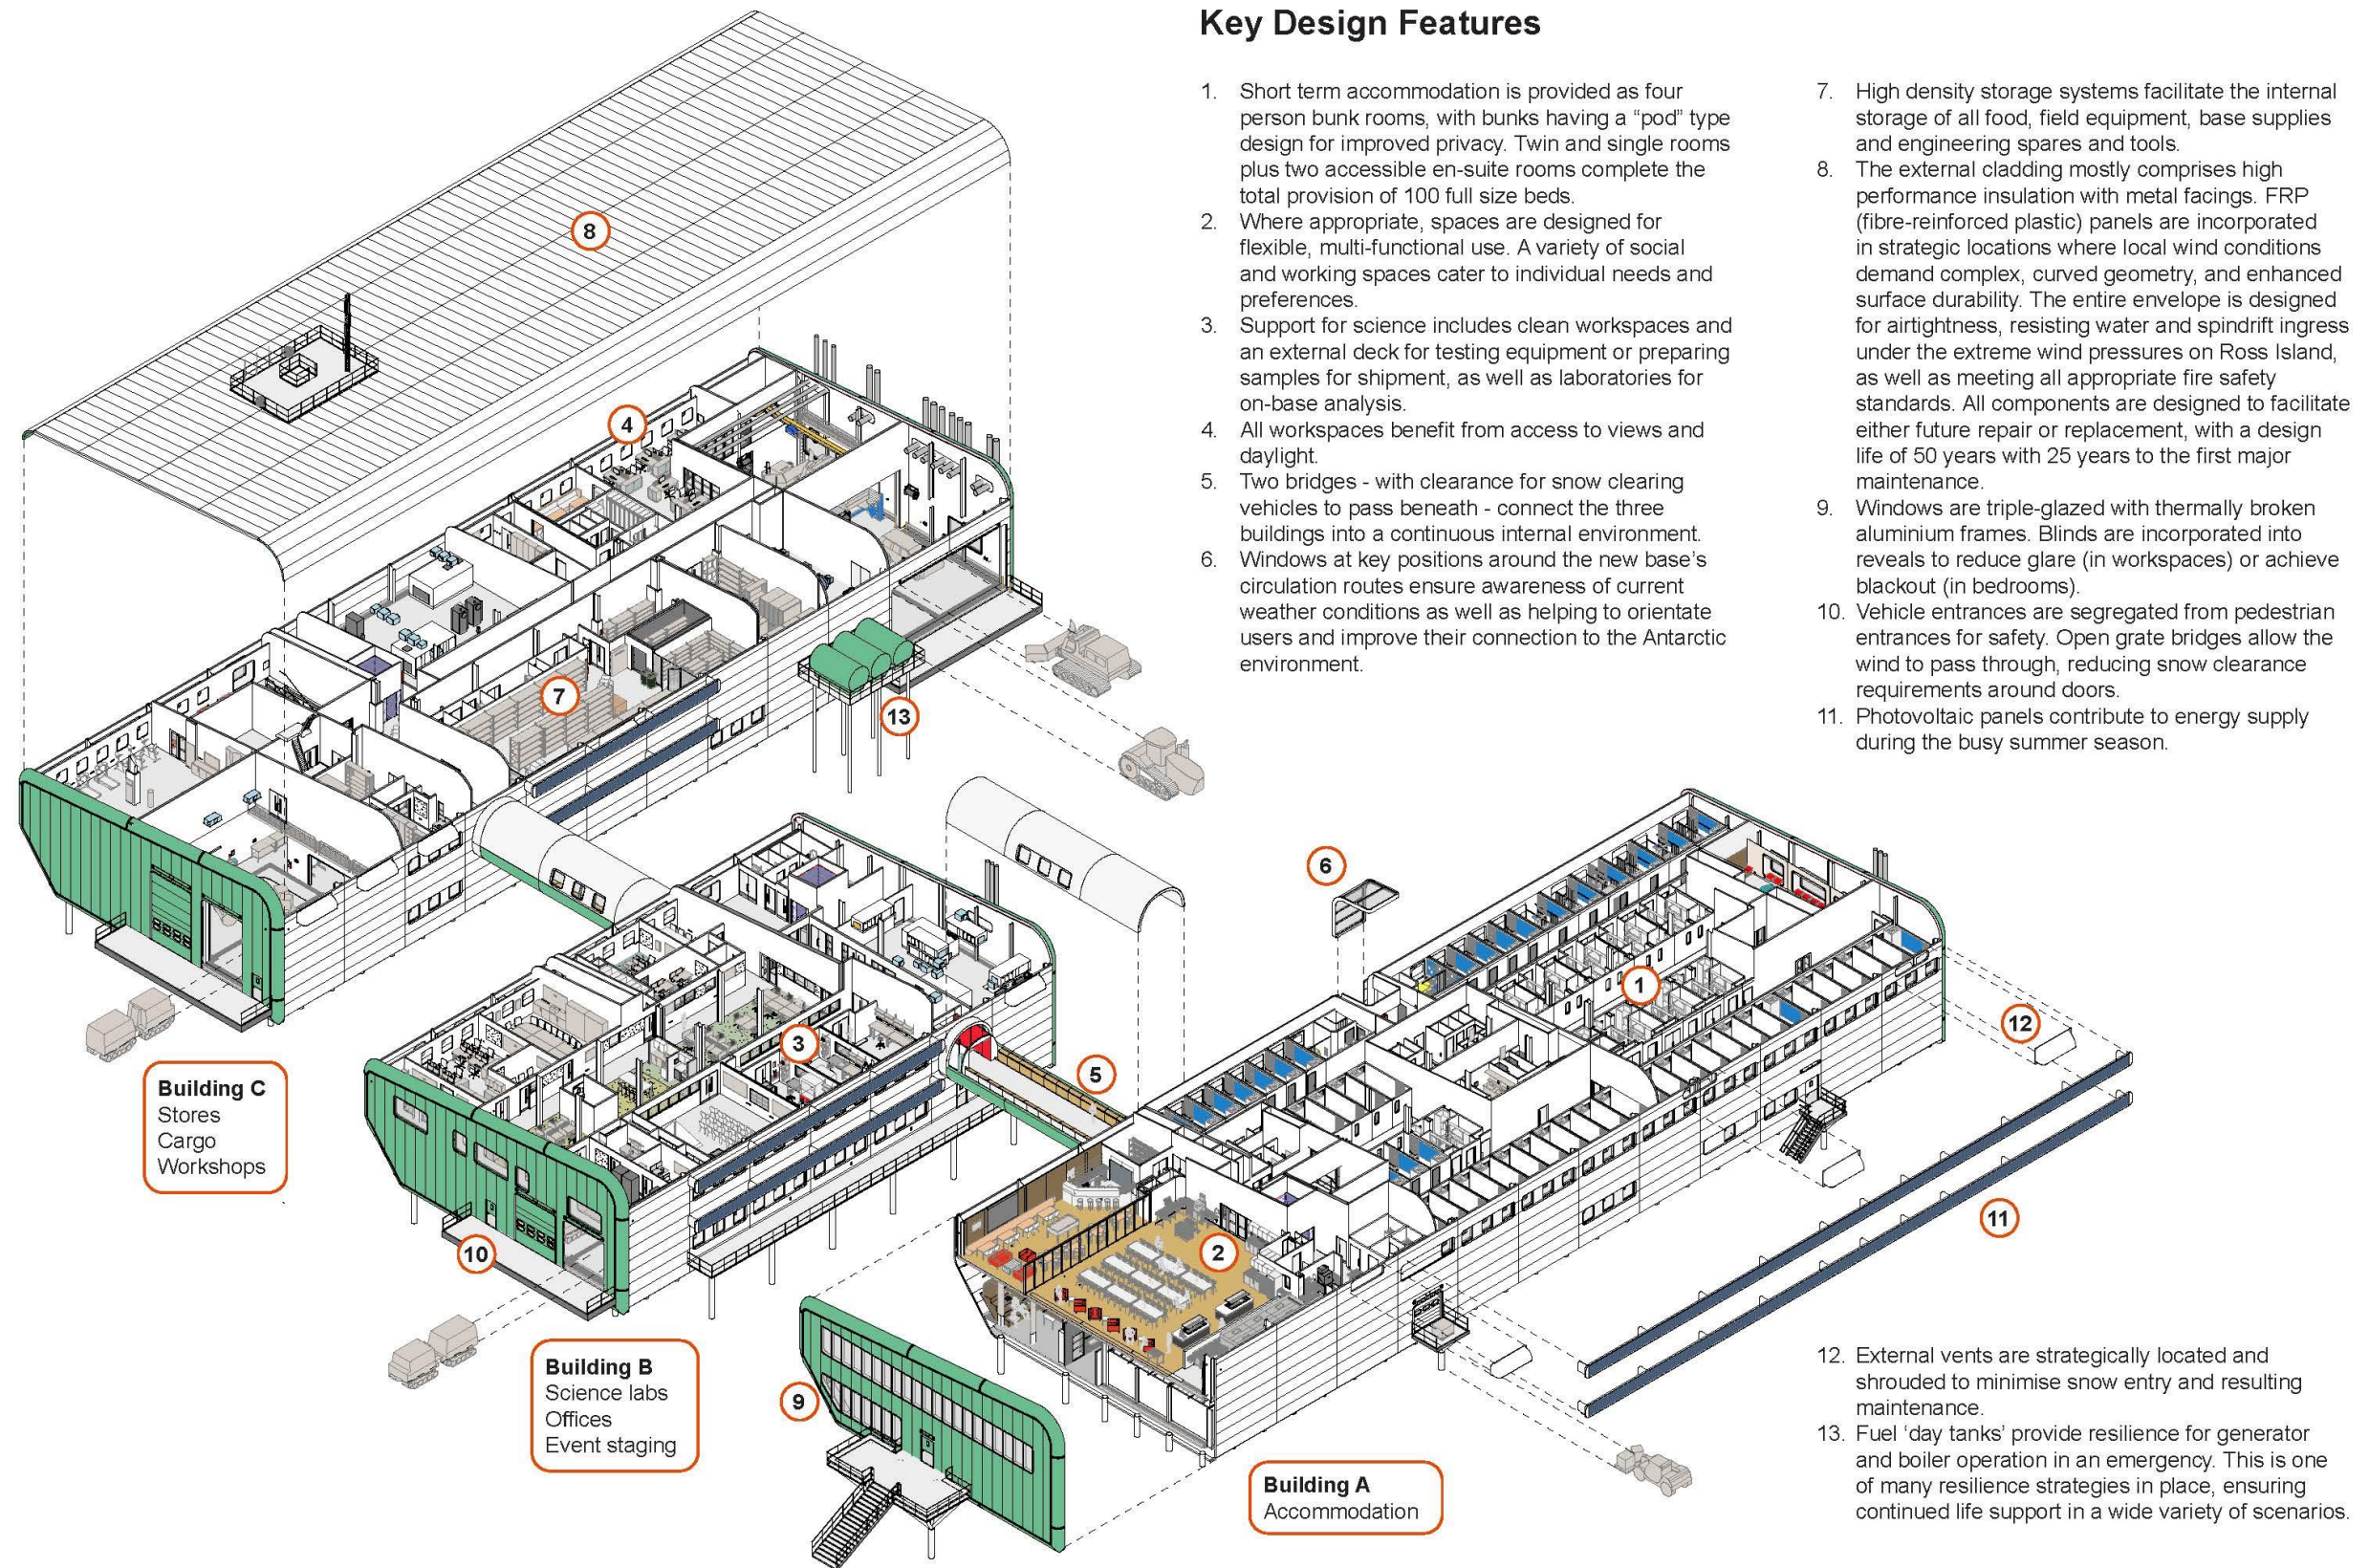 Key Design Features
1. Short term accommodation is provided as four
person bunk rooms, with bunks having a “pod” type
design for improved privacy. Twin and single rooms
plus two accessible en-suite rooms complete the
total provision of 100 full size beds.
2. Where appropriate, spaces are designed for
flexible, multi-functional use. A variety of social
and working spaces cater to individual needs and
preferences.
3. Support for science includes clean workspaces and
an external deck for testing equipment or preparing
samples for shipment, as well as laboratories for
on-base analysis.
4. All workspaces benefit from access to views and
daylight.
5. Two bridges - with clearance for snow clearing
vehicles to pass beneath - connect the three
buildings into a continuous internal environment.
6. Windows at key positions around the new base’s
circulation routes ensure awareness of current
weather conditions as well as helping to orientate
users and improve their connection to the Antarctic
environment.
7. High density storage systems facilitate the internal
storage of all food, field equipment, base supplies
and engineering spares and tools.
8. The external cladding mostly comprises high
performance insulation with metal facings. FRP
(fibre-reinforced plastic) panels are incorporated
in strategic locations where local wind conditions
demand complex, curved geometry, and enhanced
surface durability. The entire envelope is designed
for airtightness, resisting water and spindrift ingress
under the extreme wind pressures on Ross Island,
as well as meeting all appropriate fire safety
standards. All components are designed to facilitate
either future repair or replacement, with a design
life of 50 years with 25 years to the first major
maintenance.
9. Windows are triple-glazed with thermally broken
aluminium frames. Blinds are incorporated into
reveals to reduce glare (in workspaces) or achieve
blackout (in bedrooms).
10. Vehicle entrances are segregated from pedestrian
entrances for safety. Open grate bridges allow the
wind to pass through, reducing snow clearance
requirements around doors.
11. Photovoltaic panels contribute to energy supply
during the busy summer season.
12. External vents are strategically located and
shrouded to minimise snow entry and resulting
maintenance.
13. Fuel ‘day tanks’ provide resilience for generator
and boiler operation in an emergency. This is one
of many resilience strategies in place, ensuring
continued life support in a wide variety of scenarios.
8
4
7
13
6
1
12
3
5
11
2
10
9
Building C
Stores
Cargo
Workshops
Building B
Science labs
Offices
Event staging
Building A
Accommodation